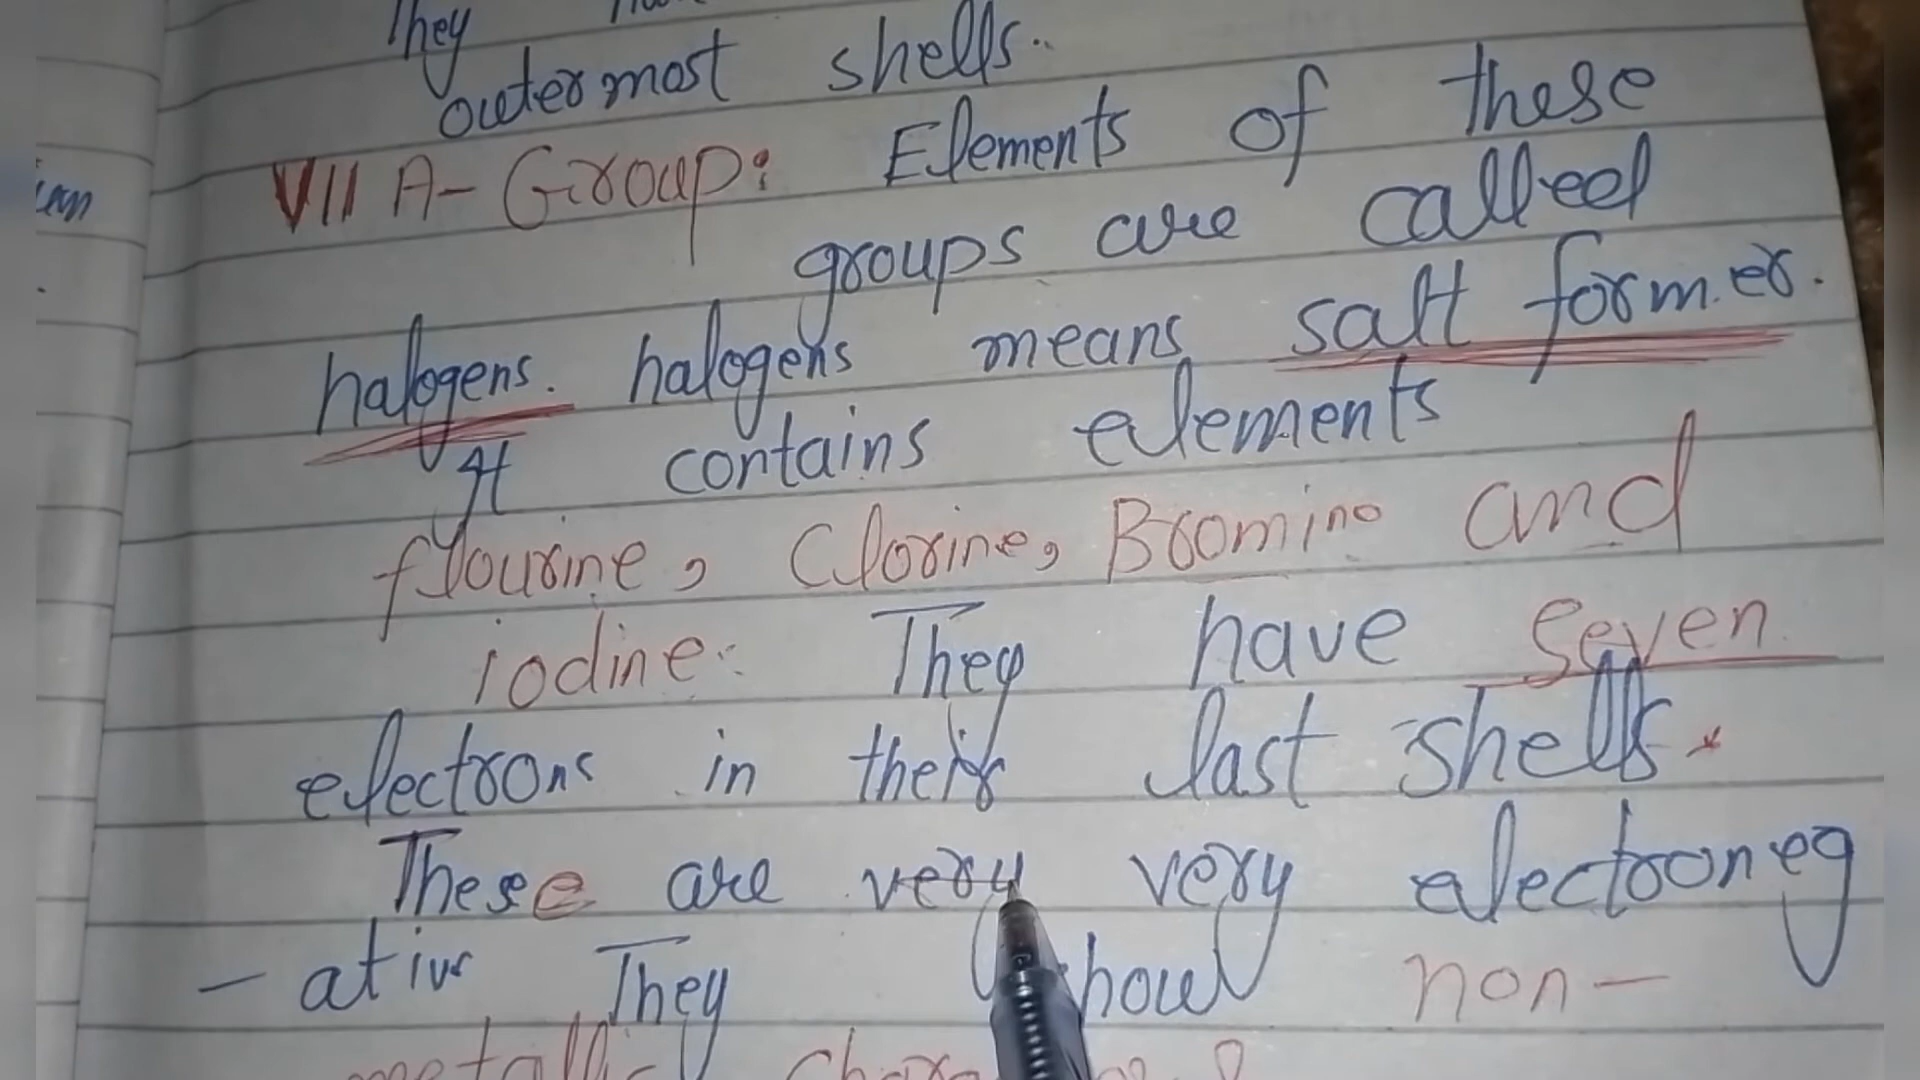 They
outermost shells.
VII A- Group: Elements of these
groups are called
halogens. halogens means salt former.
It contains elements
flourine, Clorine, Bromine and
iodine. They have seven
electrons in their last shells.
These are very very electroneg
- ative They show non-
metallic